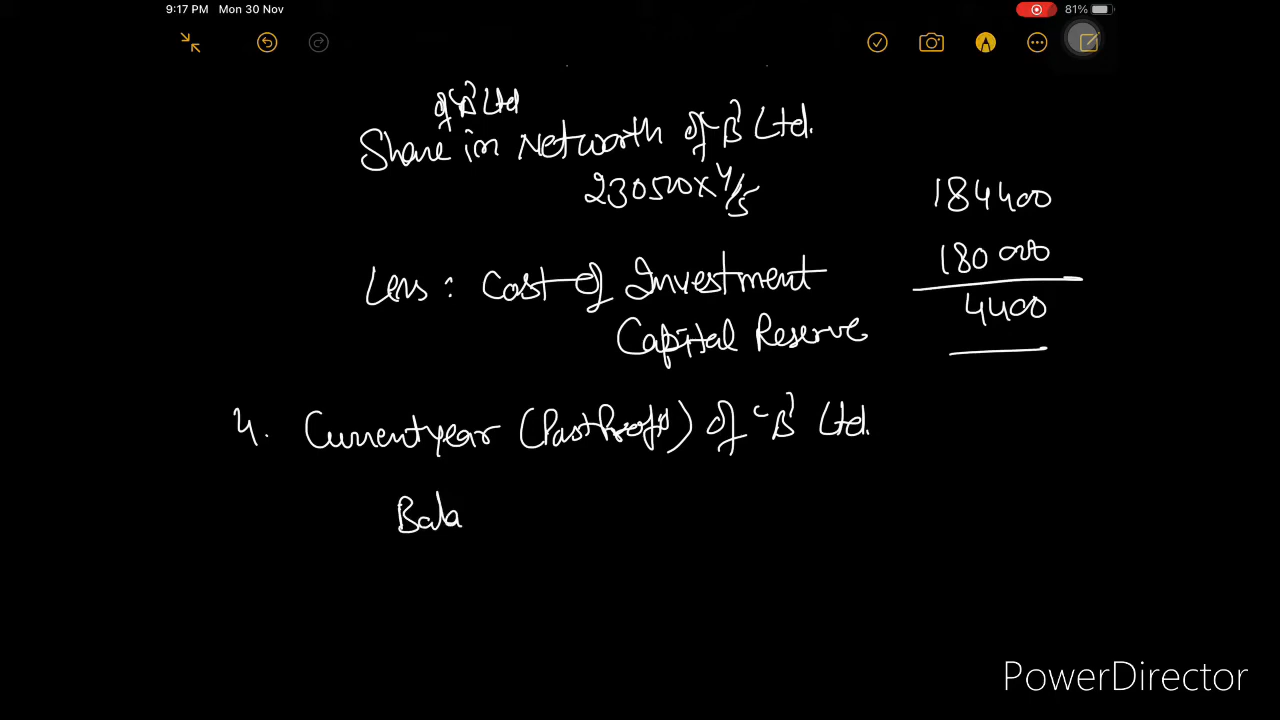 9:17 PM Mon 30 Nov 81%
of 'B' Ltd
Share in Networth of 'B' Ltd.
230500 x 4/5 184400
Less : Cost of Investment 180000
Capital Reserve 4400
4. Current year (Past Profit) of 'B' Ltd.
Bala
PowerDirector